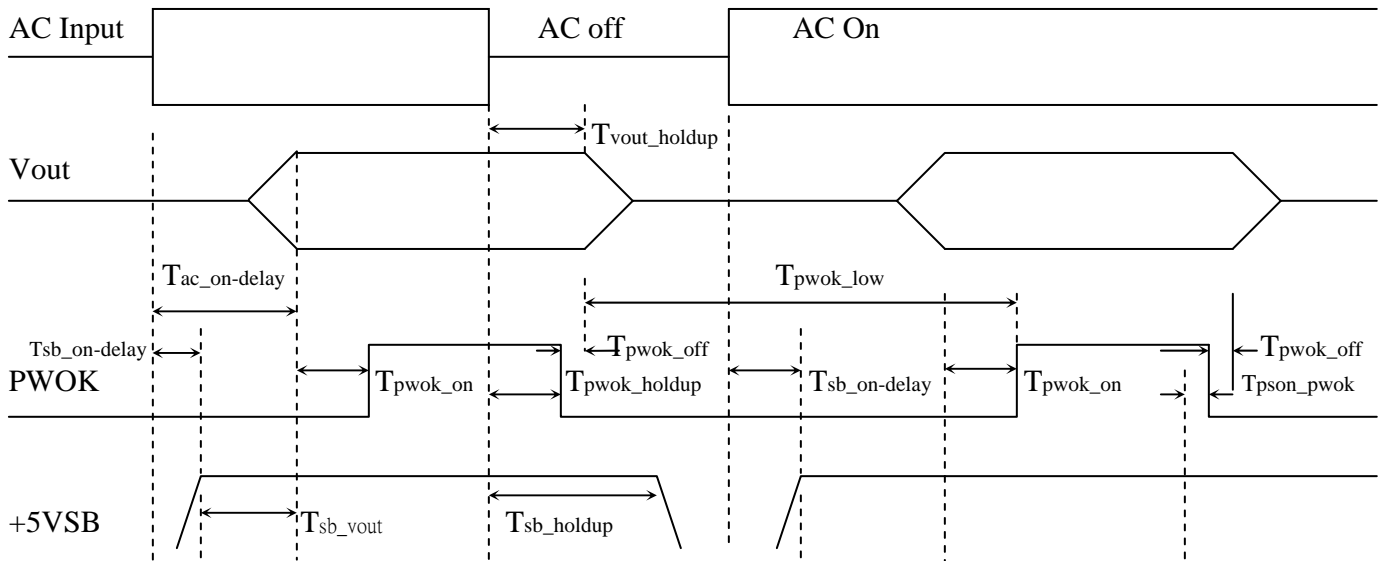 AC Input
AC off
AC On
Tvout_holdup
Vout
Tac_on-delay
Tpwok_low
Tsb_on-delay
Tpwok_off
Tpwok_off
PWOK
Tpwok_on
Tpwok_holdup
Tsb_on-delay
Tpwok_on
Tpson_pwok
+5VSB
Tsb_vout
Tsb_holdup